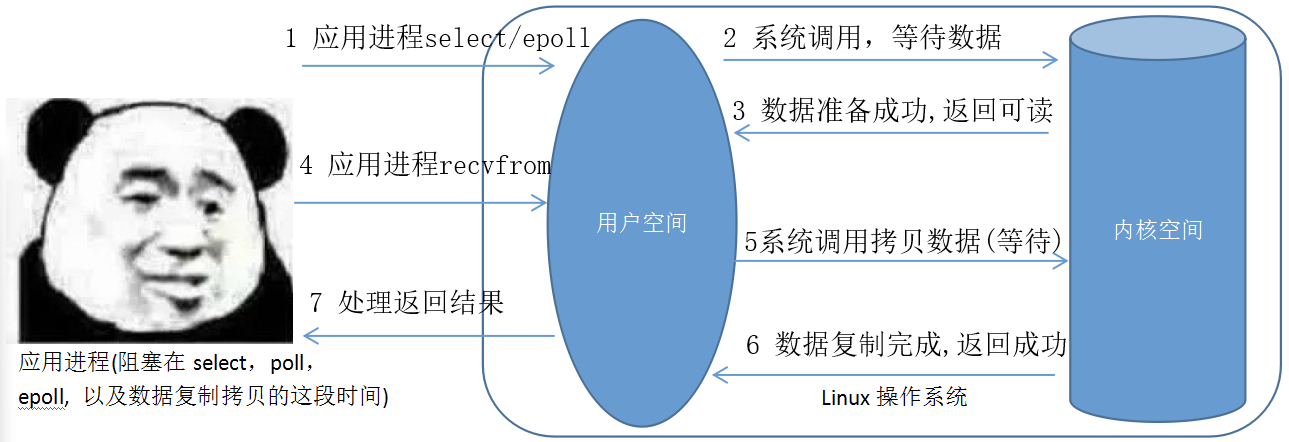 1 应用进程select/epoll
2 系统调用，等待数据
3 数据准备成功,返回可读
4 应用进程recvfrom
用户空间
内核空间
5系统调用拷贝数据(等待)
7 处理返回结果
6 数据复制完成,返回成功
应用进程(阻塞在 select，poll，
epoll, 以及数据复制拷贝的这段时间)
Linux 操作系统